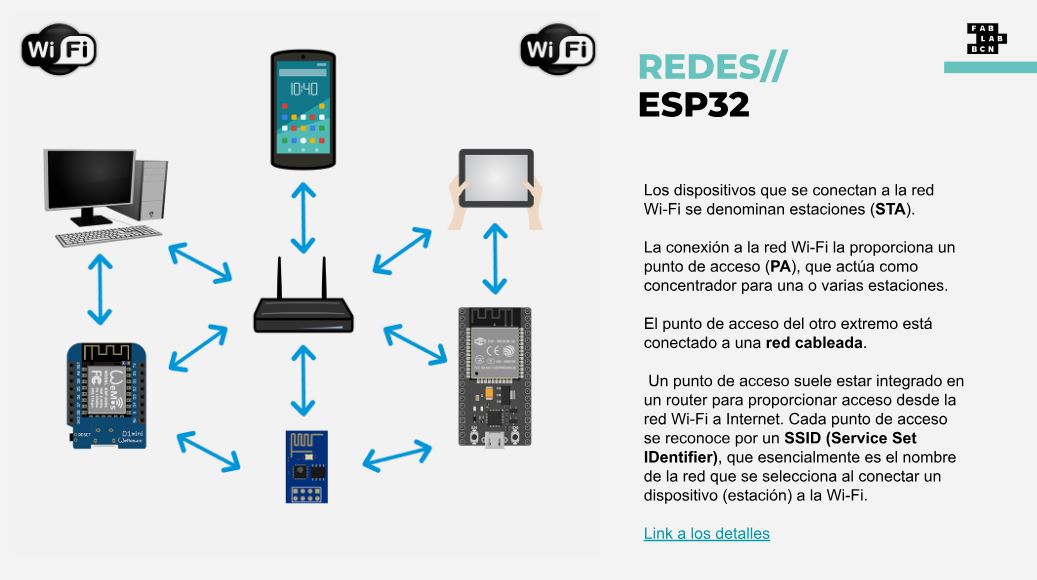 Wi Fi
Wi Fi
FAB
LAB
BCN
REDES//
ESP32
10:40
Los dispositivos que se conectan a la red
Wi-Fi se denominan estaciones (STA).
La conexión a la red Wi-Fi la proporciona un
punto de acceso (PA), que actúa como
concentrador para una o varias estaciones.
El punto de acceso del otro extremo está
conectado a una red cableada.
Un punto de acceso suele estar integrado en
un router para proporcionar acceso desde la
red Wi-Fi a Internet. Cada punto de acceso
se reconoce por un SSID (Service Set
IDentifier), que esencialmente es el nombre
de la red que se selecciona al conectar un
dispositivo (estación) a la Wi-Fi.
Link a los detalles
WeMos
FC
CE
RESET
D1mini